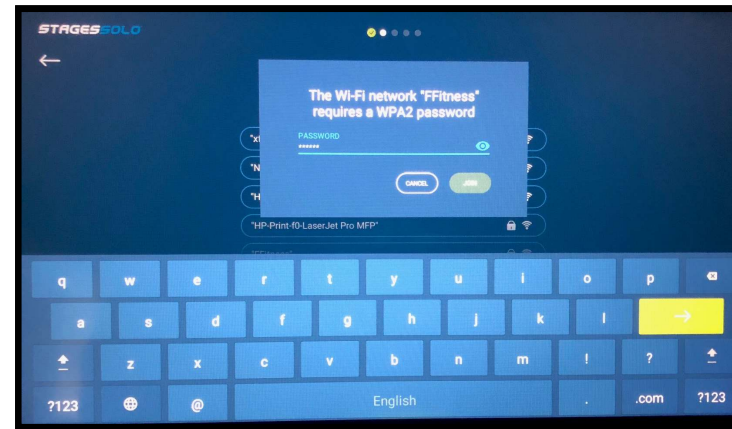 STAGESSOLO
The Wi-Fi network "FFitness"
requires a WPA2 password
PASSWORD
••••••
CANCEL JOIN
"x
"N
"H
"HP-Print-f0-LaserJet Pro MFP"
"FFitness"
q w e r t y u i o p
a s d f g h j k l
z x c v b n m ! ?
?123 @ English . .com ?123